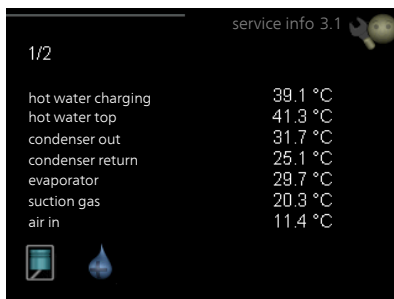 service info 3.1
1/2
hot water charging 39.1 °C
hot water top 41.3 °C
condenser out 31.7 °C
condenser return 25.1 °C
evaporator 29.7 °C
suction gas 20.3 °C
air in 11.4 °C